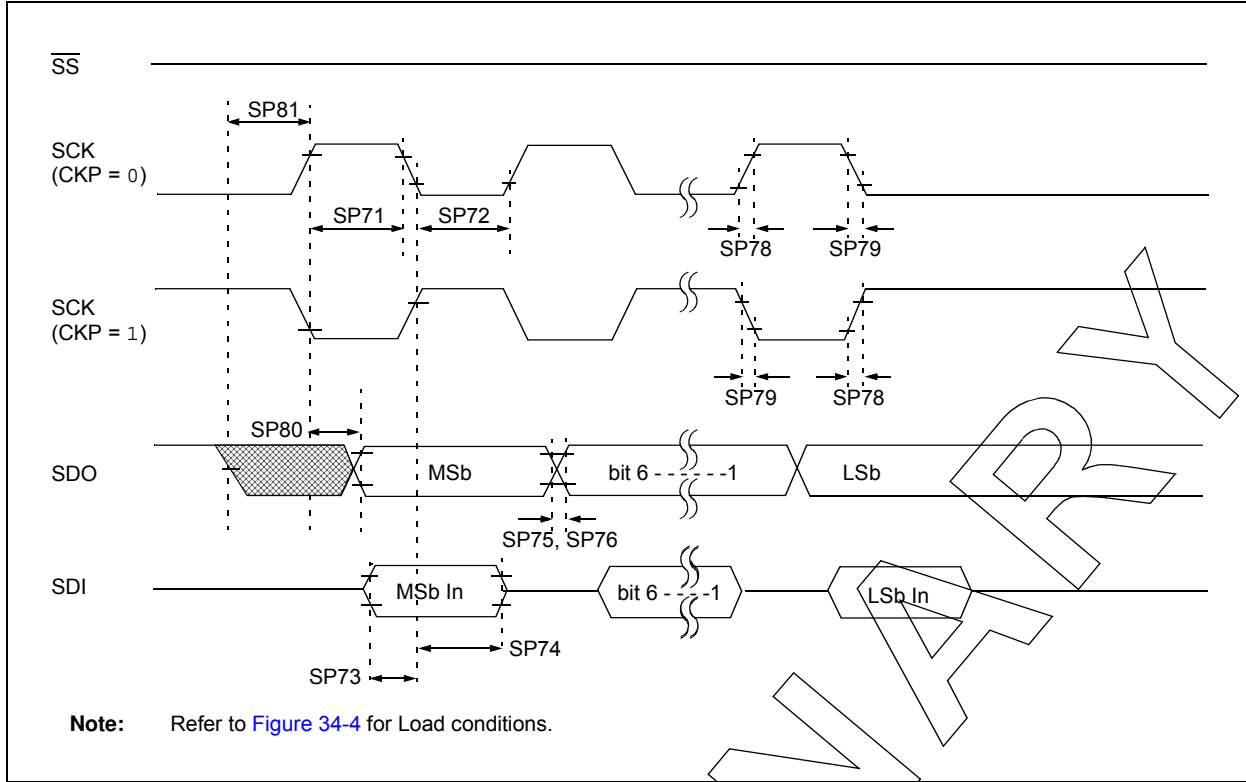 SS
SP81
SCK
(CKP = 0)
SP71 SP72
SP78 SP79
SCK
(CKP = 1)
SP79 SP78
SP80
SDO MSb bit 6 - - - - - -1 LSb
SP75, SP76
SDI MSb In bit 6 - - - - -1 LSb In
SP74
SP73
Note: Refer to Figure 34-4 for Load conditions.
V A R Y